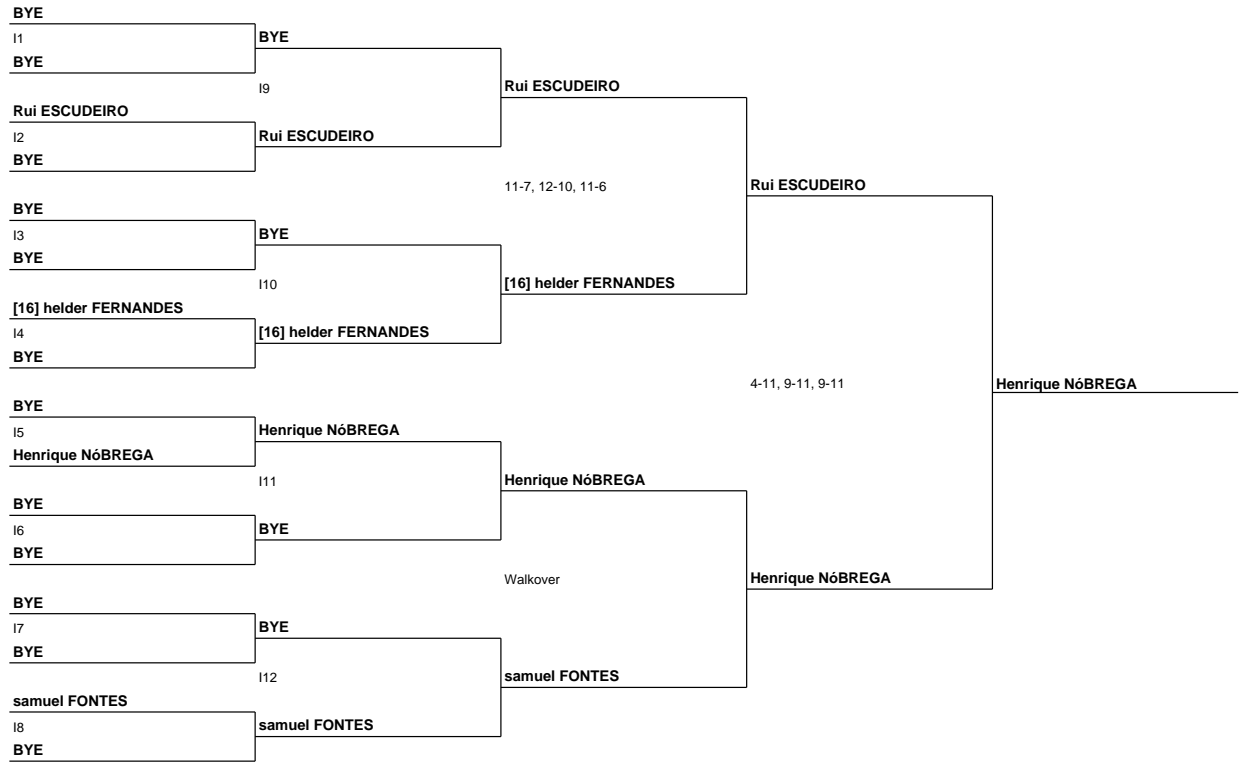 BYE
I1
BYE
BYE
I9
Rui ESCUDEIRO
Rui ESCUDEIRO
I2
Rui ESCUDEIRO
BYE
11-7, 12-10, 11-6
Rui ESCUDEIRO
BYE
I3
BYE
BYE
I10
[16] helder FERNANDES
[16] helder FERNANDES
I4
[16] helder FERNANDES
BYE
4-11, 9-11, 9-11
Henrique NóBREGA
BYE
I5
Henrique NóBREGA
Henrique NóBREGA
I11
Henrique NóBREGA
BYE
I6
BYE
BYE
Walkover
Henrique NóBREGA
BYE
I7
BYE
BYE
I12
samuel FONTES
samuel FONTES
I8
samuel FONTES
BYE